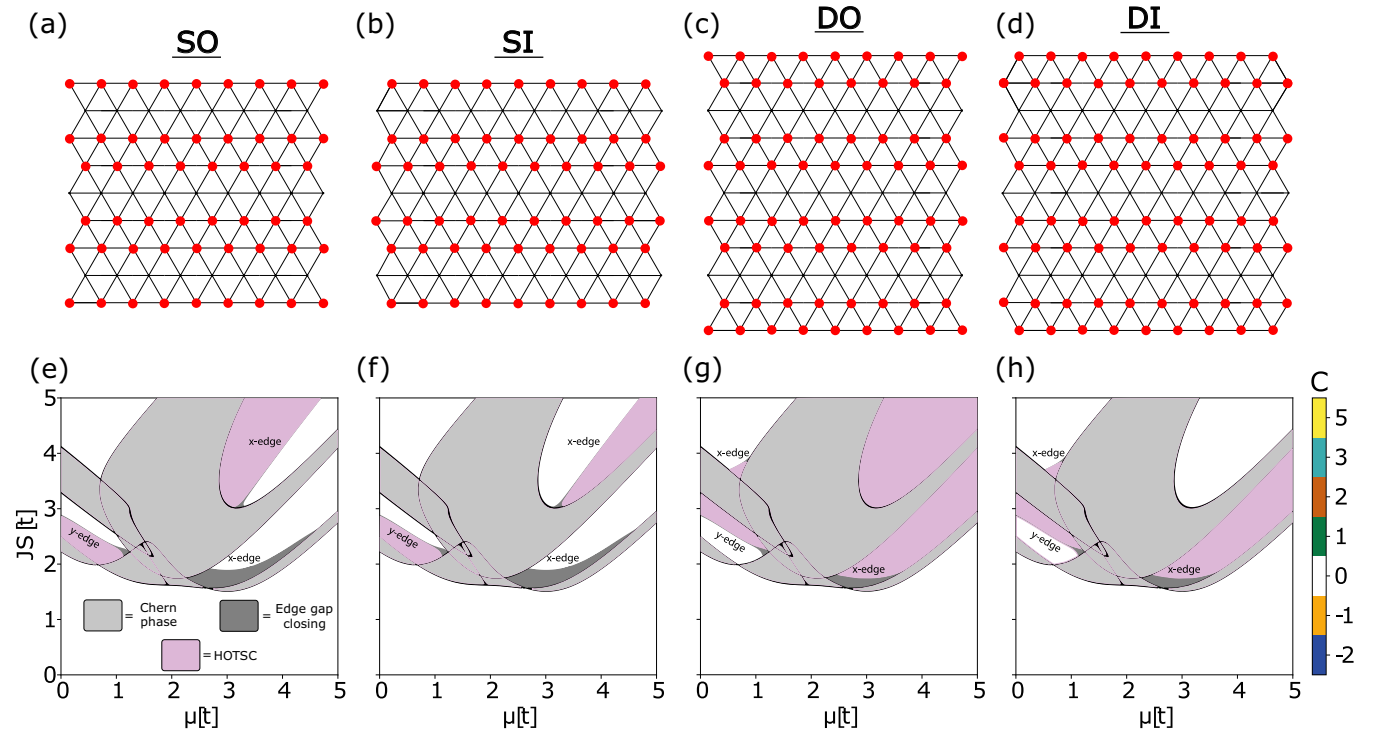 (a)
SO
(b)
SI
(c)
DO
(d)
DI
(e)
(f)
(g)
(h)
C
JS[t]
5
4
3
2
1
0
x-edge
y-edge
x-edge
= Chern phase
= Edge gap closing
= HOTSC
0 1 2 3 4 5
μ[t]
x-edge
y-edge
x-edge
0 1 2 3 4 5
μ[t]
x-edge
y-edge
x-edge
0 1 2 3 4 5
μ[t]
x-edge
y-edge
x-edge
0 1 2 3 4 5
μ[t]
5
3
2
1
0
-1
-2